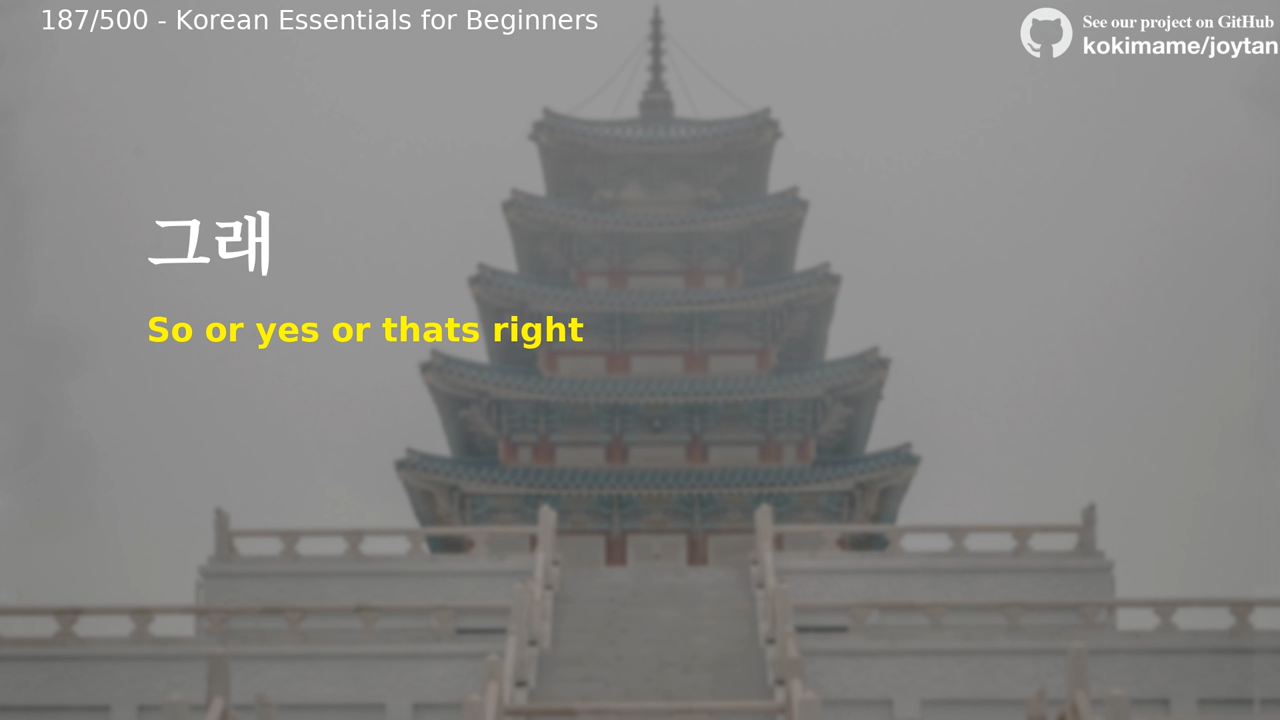 187/500 - Korean Essentials for Beginners
See our project on GitHub
kokimame/joytan
그래
So or yes or thats right